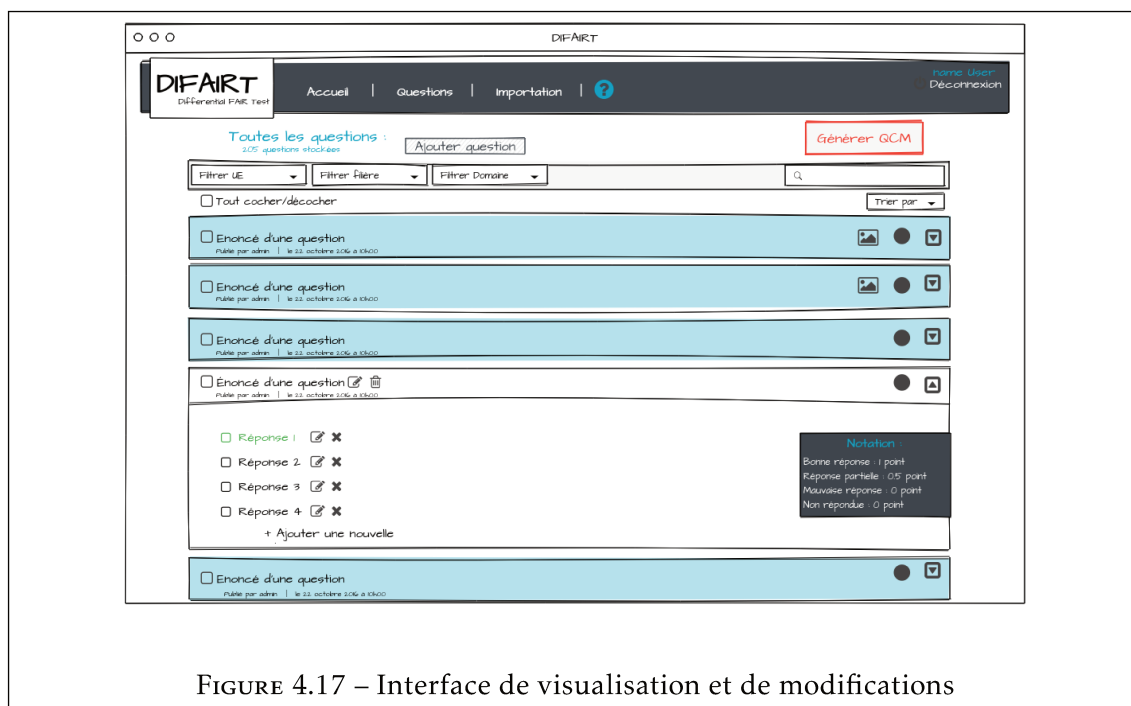 DIFAIRT
DIFAIRT
Differential FAIR Test
Accueil | Questions | Importation | ?
name User
Déconnexion
Toutes les questions :
205 questions stockées
Ajouter question
Générer QCM
Filtrer UE
Filtrer filière
Filtrer Domaine
Tout cocher/décocher
Trier par
Enoncé d'une question
Publié par admin | le 22 octobre 2016 à 10h00
Enoncé d'une question
Publié par admin | le 22 octobre 2016 à 10h00
Enoncé d'une question
Publié par admin | le 22 octobre 2016 à 10h00
Énoncé d'une question
Publié par admin | le 22 octobre 2016 à 10h00
Réponse 1
Réponse 2
Réponse 3
Réponse 4
+ Ajouter une nouvelle
Notation :
Bonne réponse : 1 point
Réponse partielle : 0.5 point
Mauvaise réponse : 0 point
Non répondue : 0 point
Enoncé d'une question
Publié par admin | le 22 octobre 2016 à 10h00
FIGURE 4.17 – Interface de visualisation et de modifications